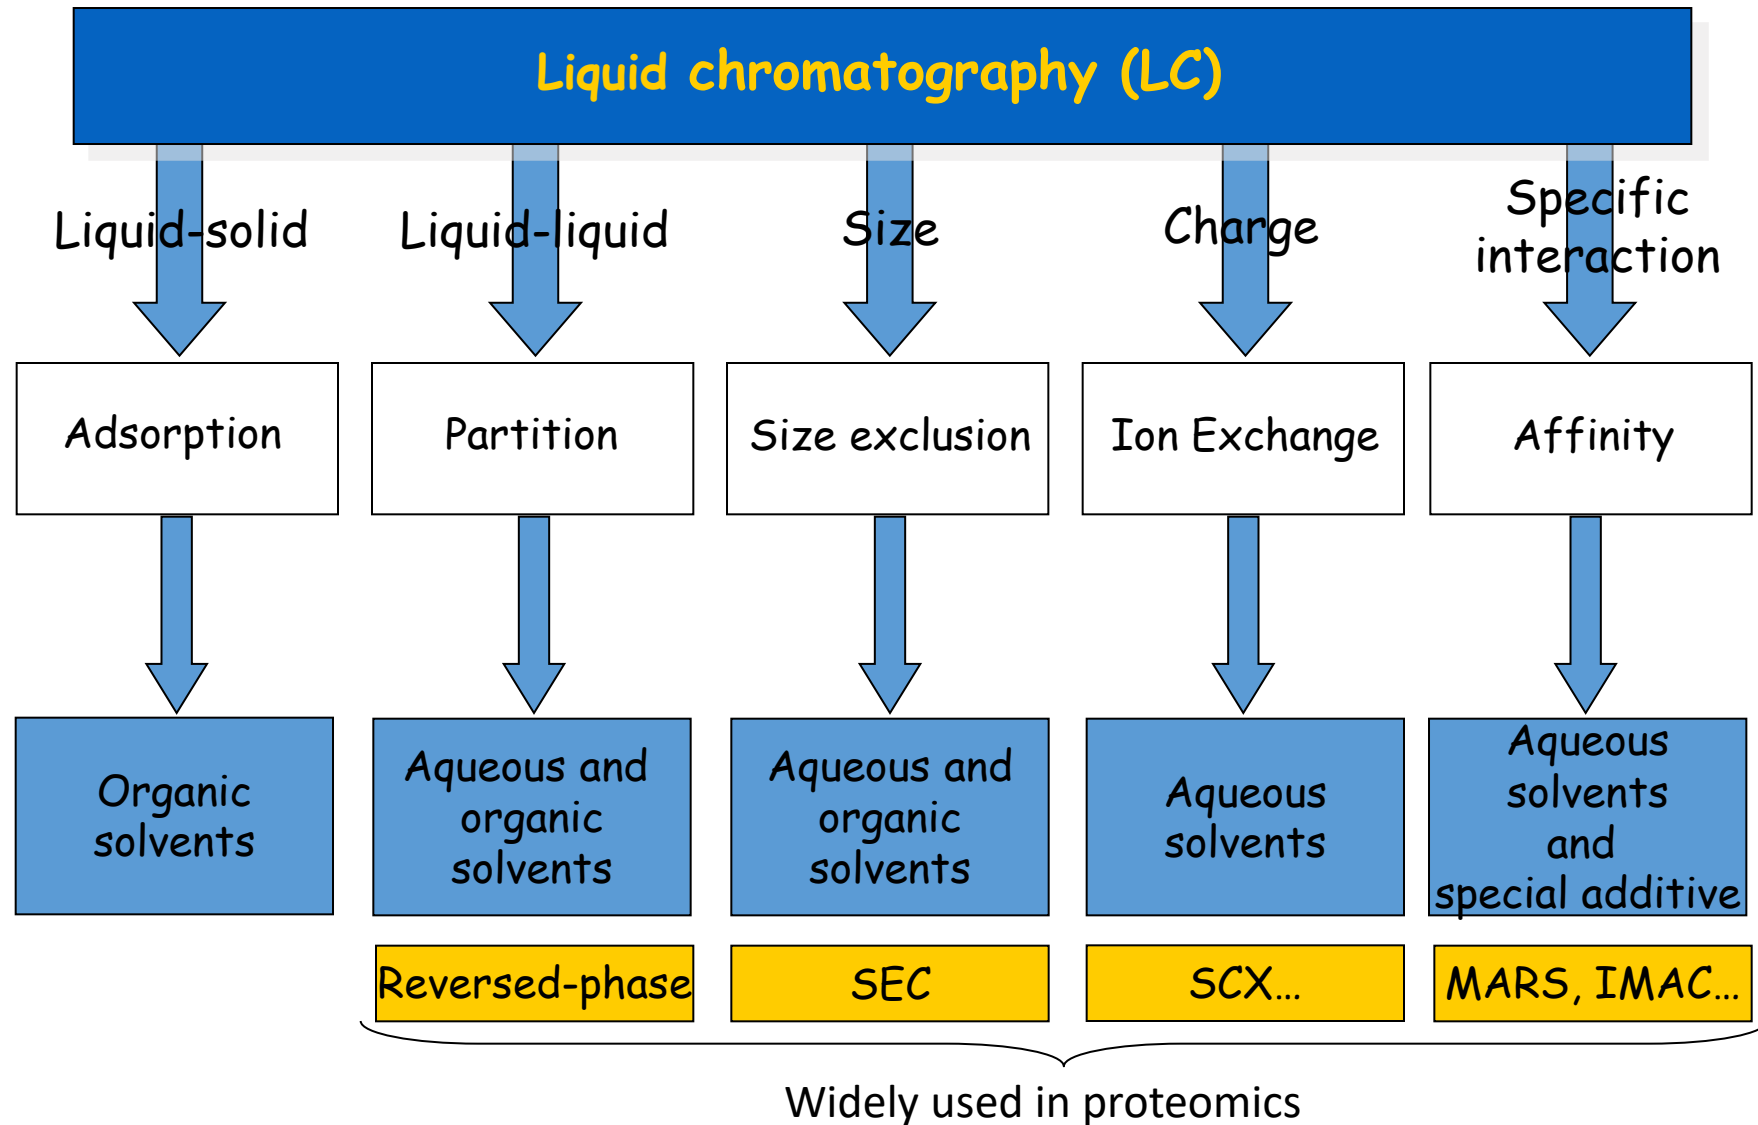 Liquid chromatography (LC)
Liquid-solid
Liquid-liquid
Size
Charge
Specific
interaction
Adsorption
Partition
Size exclusion
Ion Exchange
Affinity
Organic
solvents
Aqueous and
organic
solvents
Aqueous and
organic
solvents
Aqueous
solvents
Aqueous
solvents
and
special additive
Reversed-phase
SEC
SCX…
MARS, IMAC…
Widely used in proteomics